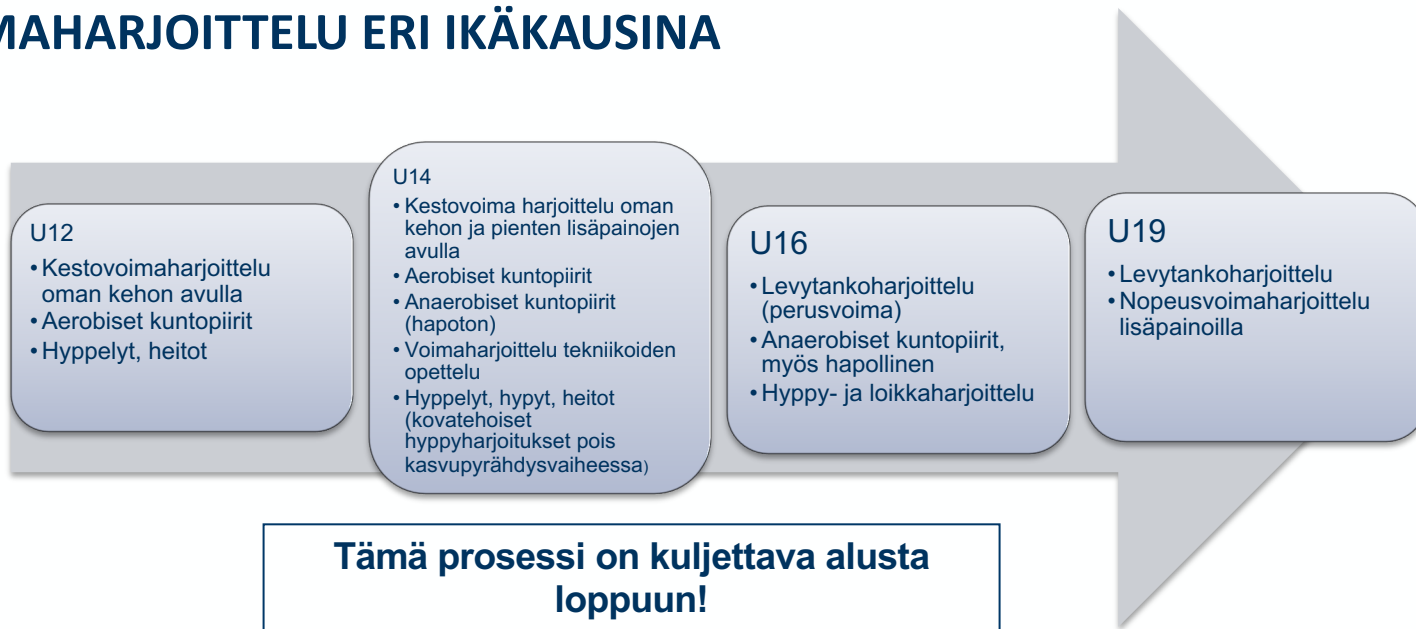 MAHARJOITTELU ERI IKÄKAUSINA
U12
• Kestovoimaharjoittelu
oman kehon avulla
• Aerobiset kuntopiirit
• Hyppelyt, heitot
U14
• Kestovoima harjoittelu oman
kehon ja pienten lisäpainojen
avulla
• Aerobiset kuntopiirit
• Anaerobiset kuntopiirit
(hapoton)
• Voimaharjoittelu tekniikoiden
opettelu
• Hyppelyt, hypyt, heitot
(kovatehoiset
hyppyharjoitukset pois
kasvupyrähdysvaiheessa)
U16
• Levytankoharjoittelu
(perusvoima)
• Anaerobiset kuntopiirit,
myös hapollinen
• Hyppy- ja loikkaharjoittelu
U19
• Levytankoharjoittelu
• Nopeusvoimaharjoittelu
lisäpainoilla
Tämä prosessi on kuljettava alusta
loppuun!